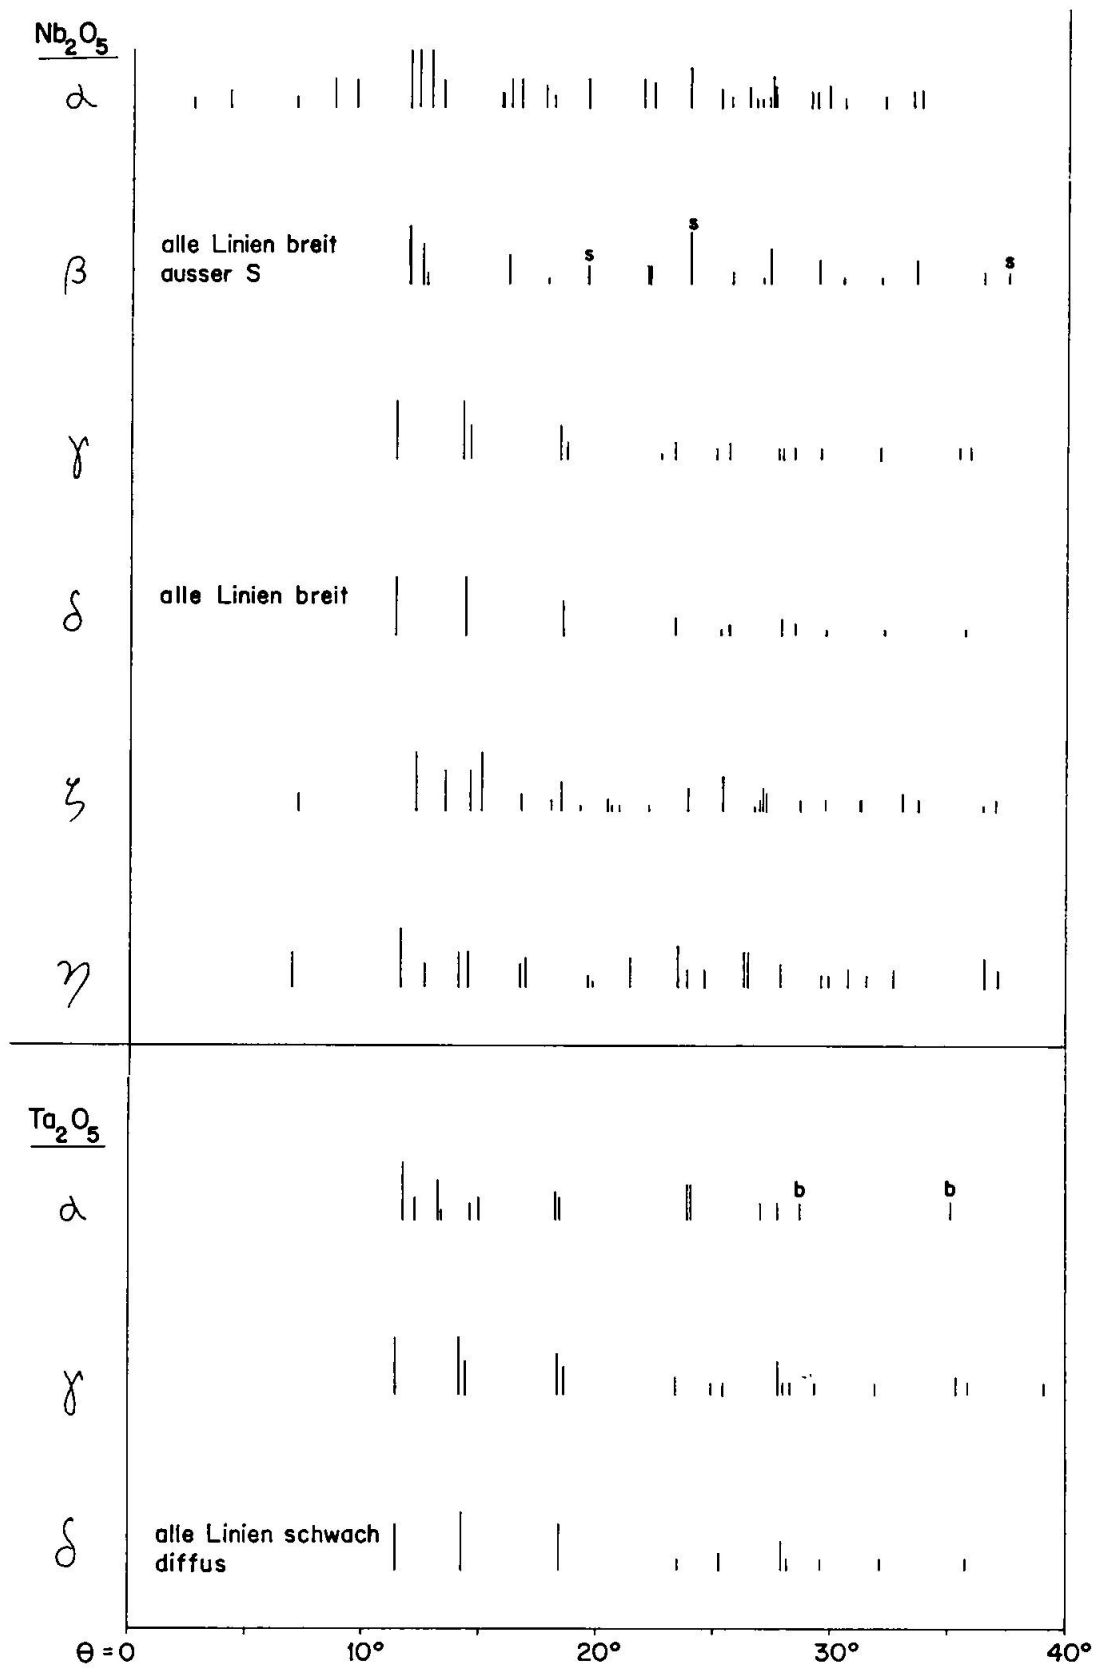 Nb₂O₅
α
alle Linien breit
ausser S
s
s
s
β
γ
alle Linien breit
δ
ζ
η
Ta₂O₅
α
b
b
γ
alle Linien schwach
diffus
δ
θ = 0 10° 20° 30° 40°